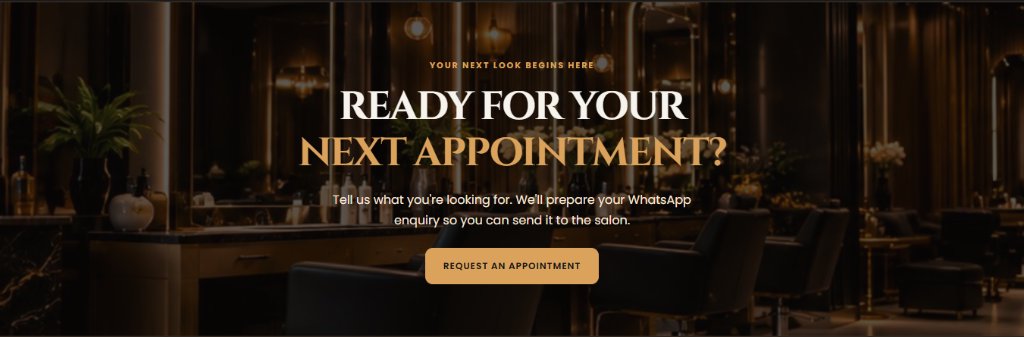 YOUR NEXT LOOK BEGINS HERE
READY FOR YOUR
NEXT APPOINTMENT?
Tell us what you're looking for. We'll prepare your WhatsApp
enquiry so you can send it to the salon.
REQUEST AN APPOINTMENT